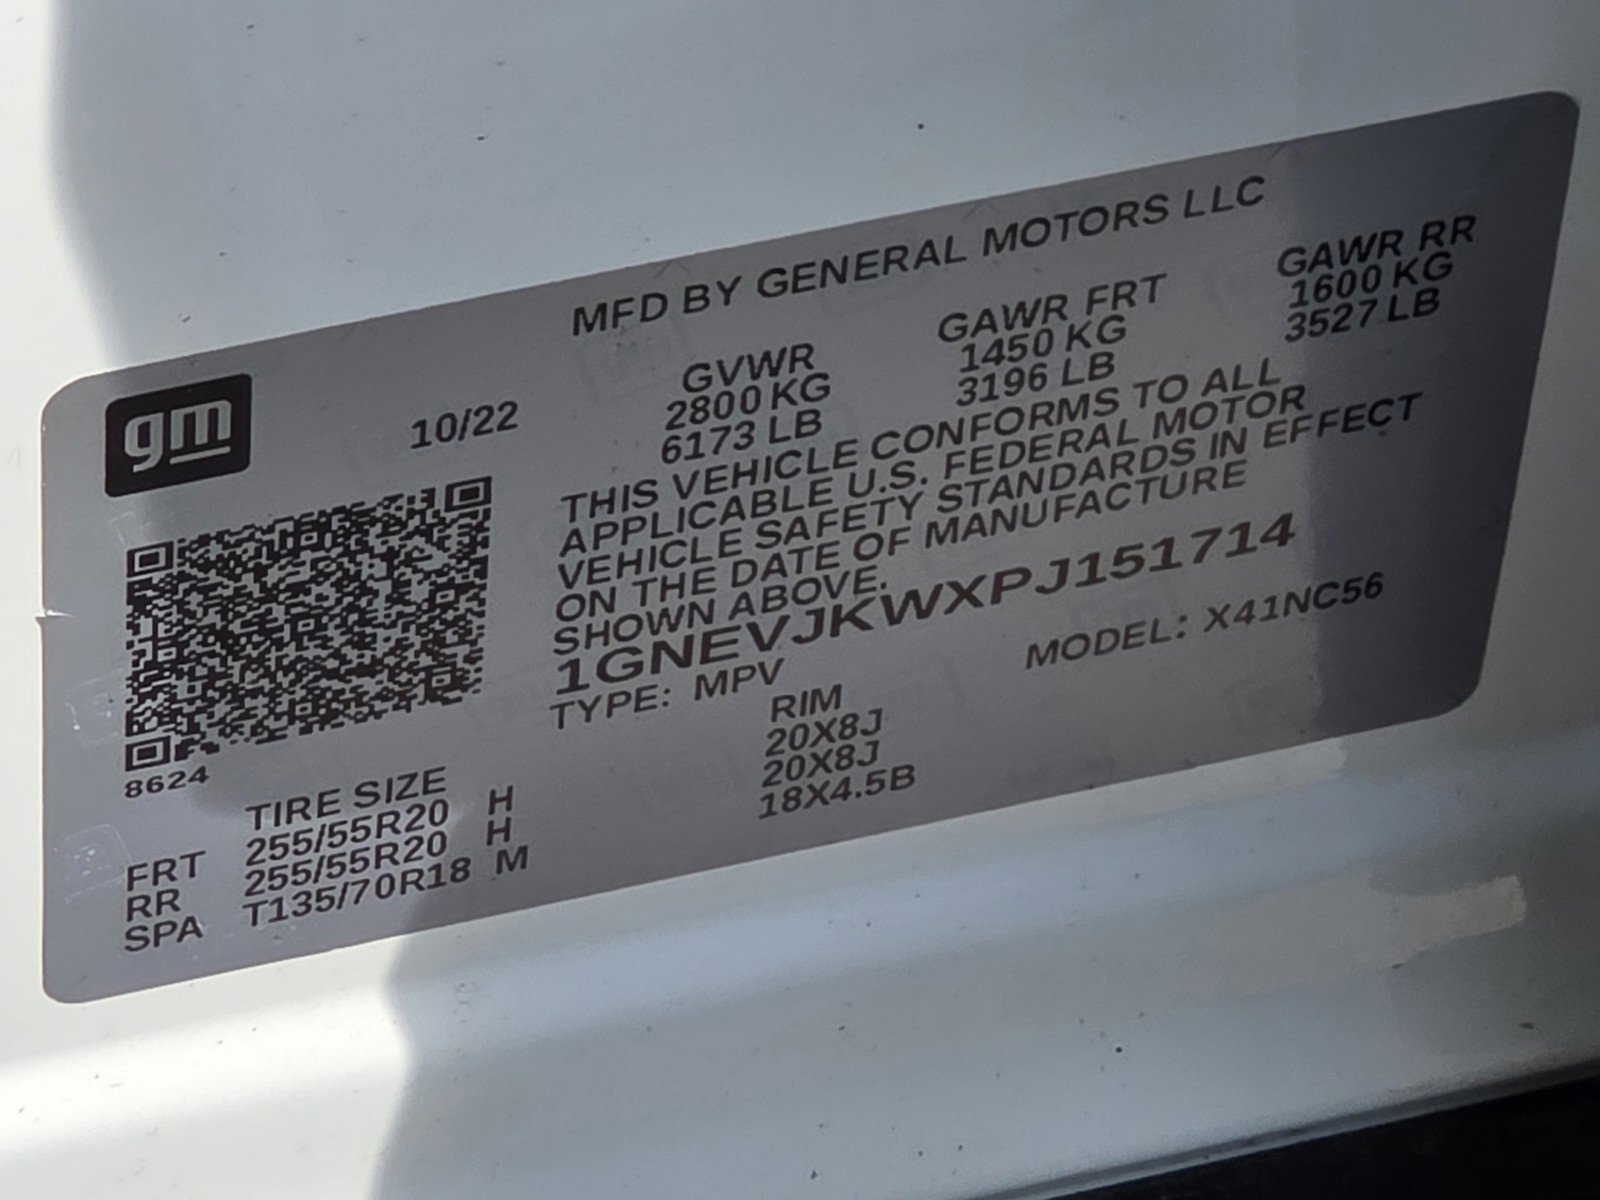 MFD BY GENERAL MOTORS LLC
gm
10/22
GVWR GAWR FRT GAWR RR
2800 KG 1450 KG 1600 KG
6173 LB 3196 LB 3527 LB
THIS VEHICLE CONFORMS TO ALL
APPLICABLE U.S. FEDERAL MOTOR
VEHICLE SAFETY STANDARDS IN EFFECT
ON THE DATE OF MANUFACTURE
SHOWN ABOVE.
1GNEVJKWXPJ151714
TYPE: MPV MODEL: X41NC56
8624
TIRE SIZE RIM
FRT 255/55R20 H 20X8J
RR 255/55R20 H 20X8J
SPA T135/70R18 M 18X4.5B